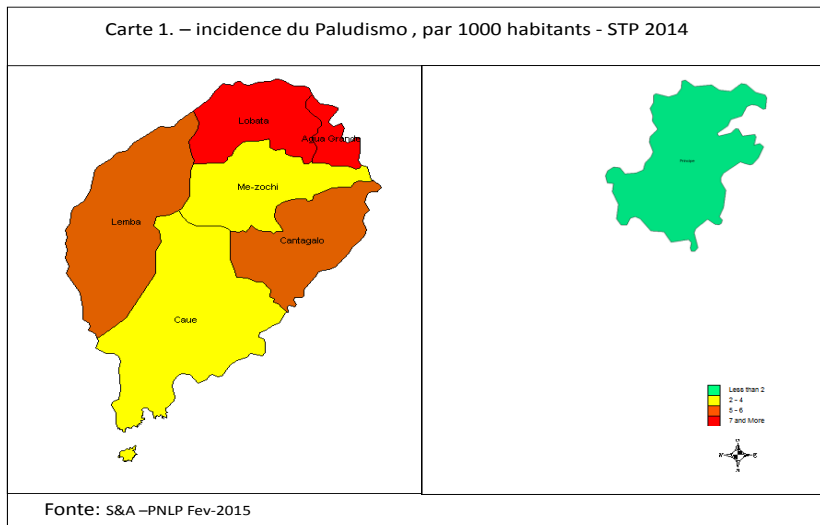 Carte 1. – incidence du Paludismo , par 1000 habitants - STP 2014
Lobata
Agua Grande
Me-zochi
Lemba
Cantagalo
Caue
Principe
Less than 2
2 - 4
5 - 6
7 and More
Fonte: S&A –PNLP Fev-2015